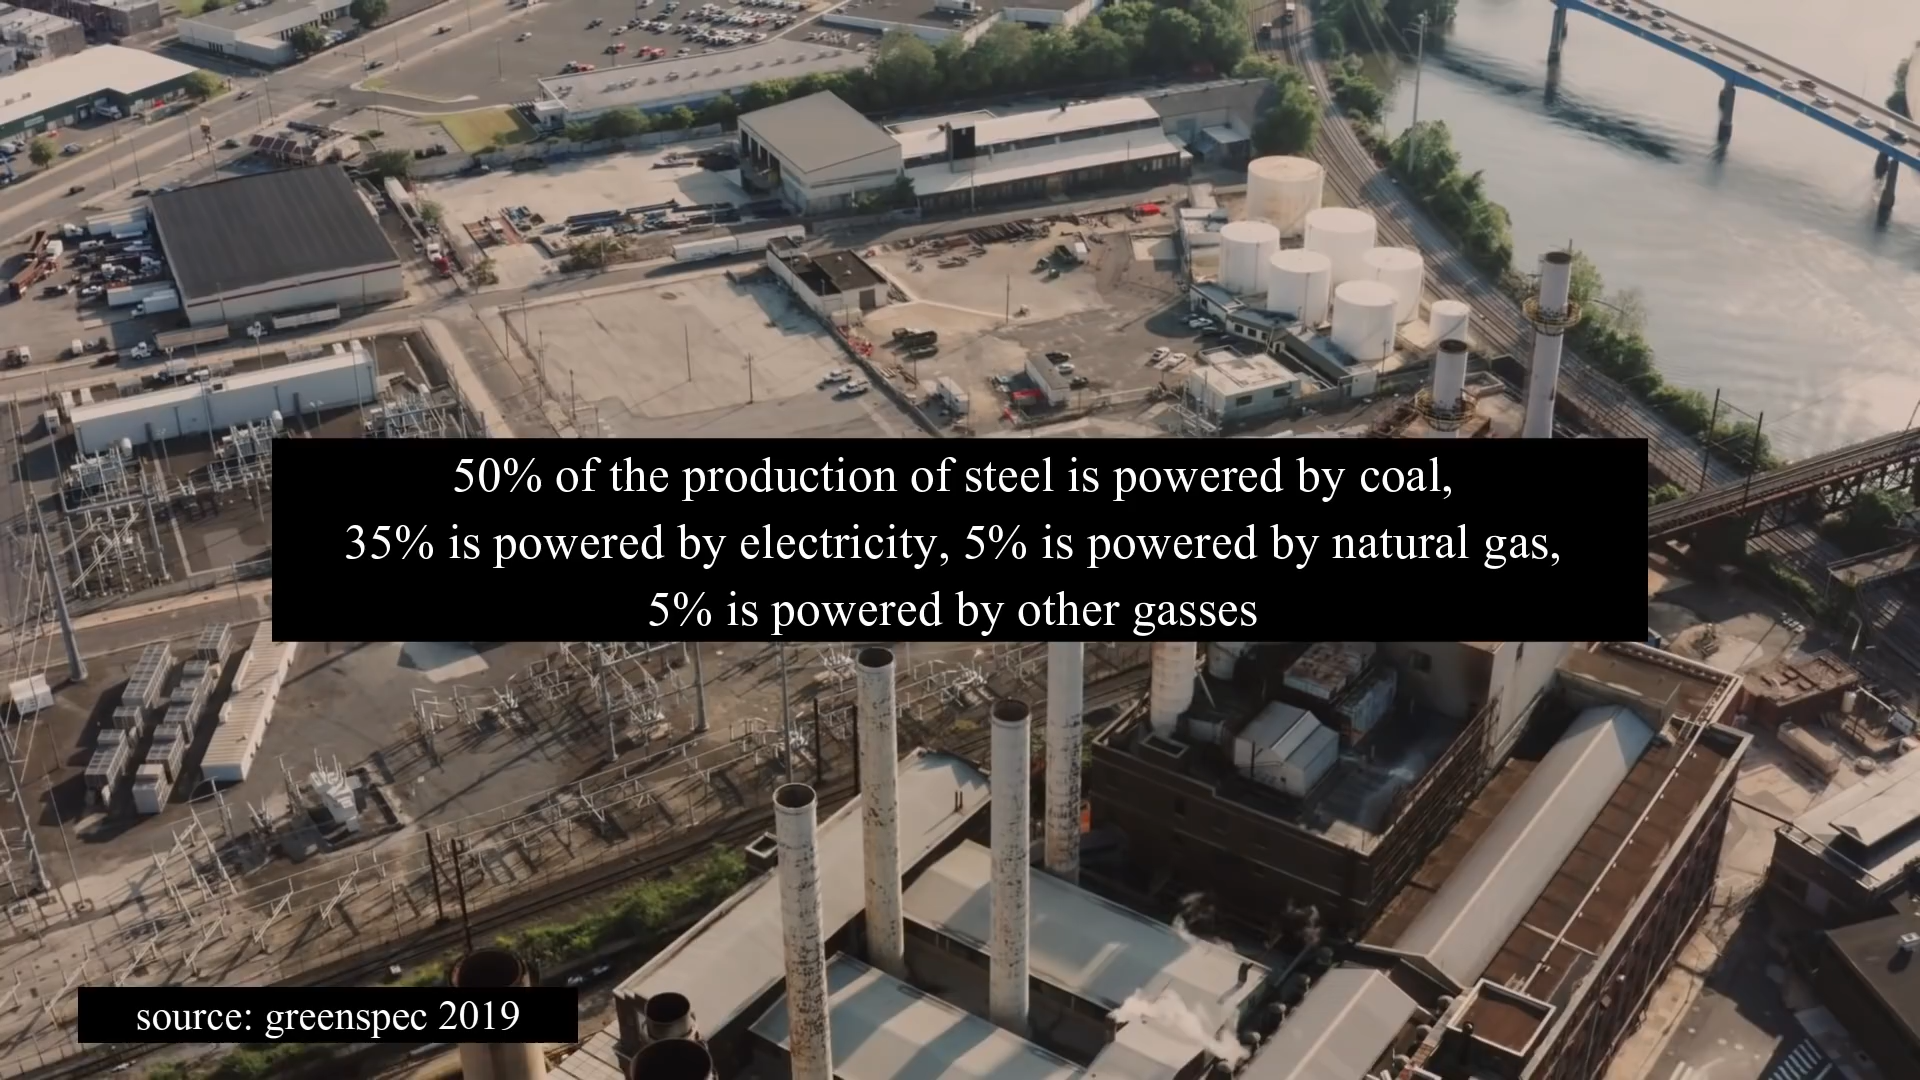 50% of the production of steel is powered by coal,
35% is powered by electricity, 5% is powered by natural gas,
5% is powered by other gasses
source: greenspec 2019